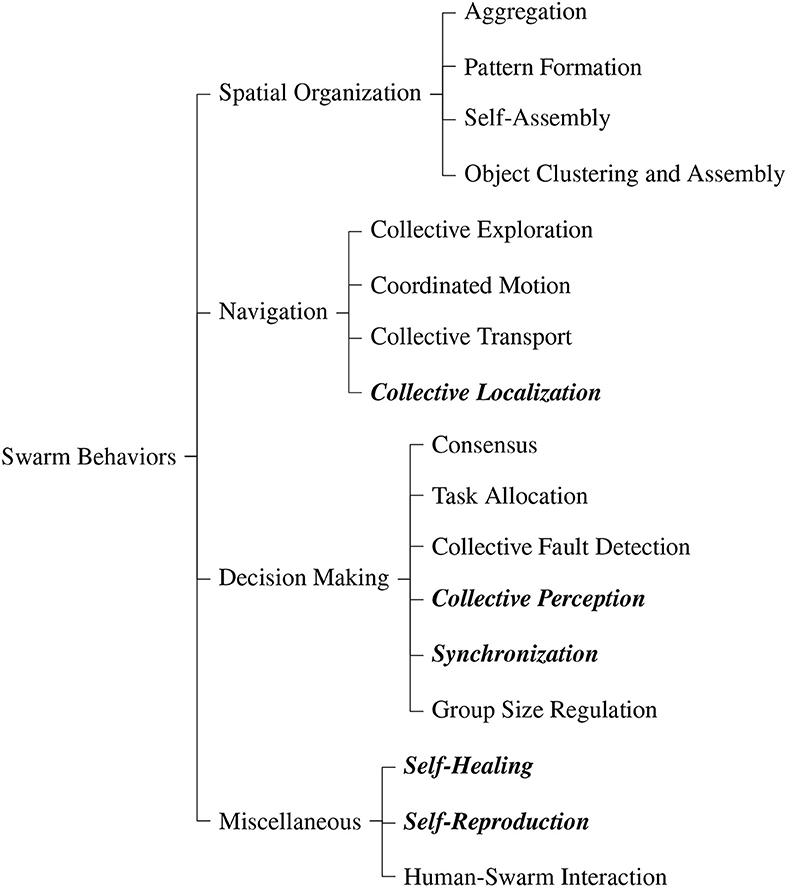 Swarm Behaviors
Spatial Organization
Aggregation
Pattern Formation
Self-Assembly
Object Clustering and Assembly
Navigation
Collective Exploration
Coordinated Motion
Collective Transport
Collective Localization
Decision Making
Consensus
Task Allocation
Collective Fault Detection
Collective Perception
Synchronization
Group Size Regulation
Miscellaneous
Self-Healing
Self-Reproduction
Human-Swarm Interaction